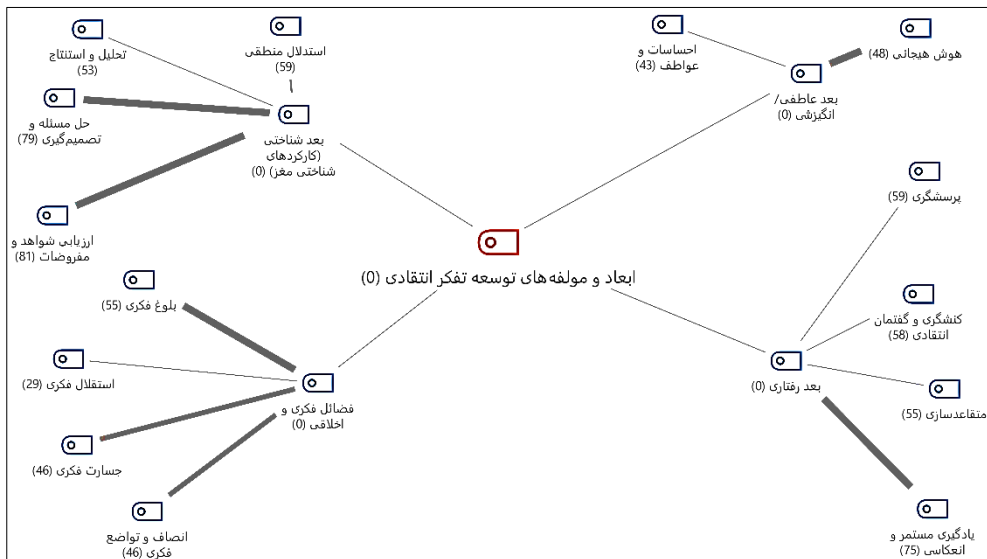 استدلال منطقی
(59)
تحلیل و استنتاج
(53)
حل مسئله و
تصمیم‌گیری (79)
ارزیابی شواهد و
مفروضات (81)
بعد شناختی
(کارکردهای
شناختی مغز) (0)
احساسات و
عواطف (43)
هوش هیجانی (48)
بعد عاطفی/
انگیزشی (0)
ابعاد و مولفه‌های توسعه تفکر انتقادی (0)
پرسشگری (59)
کنشگری و گفتمان
انتقادی (58)
متقاعدسازی (55)
یادگیری مستمر و
انعکاسی (75)
بعد رفتاری (0)
بلوغ فکری (55)
استقلال فکری (29)
جسارت فکری (46)
انصاف و تواضع
فکری (46)
فضائل فکری و
اخلاقی (0)